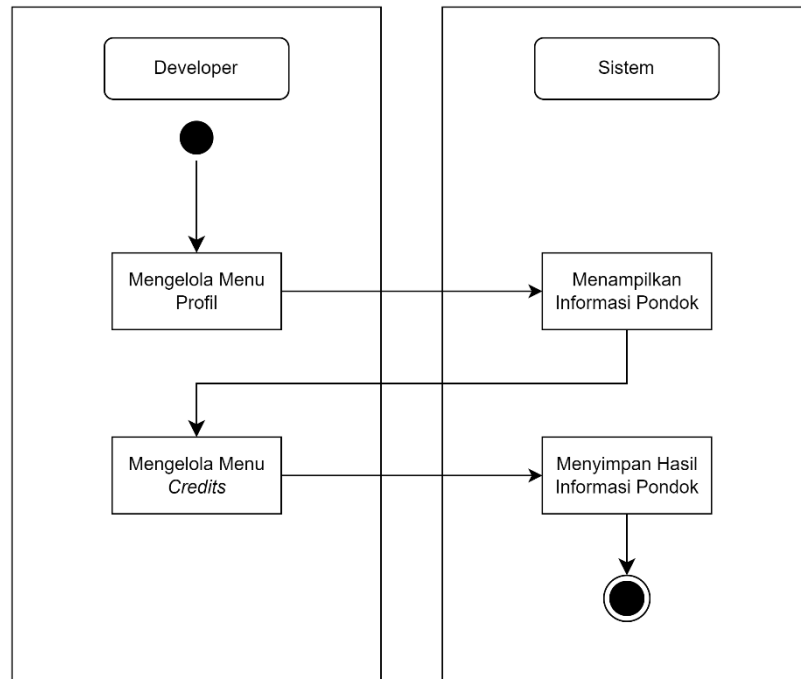 Developer
Sistem
Mengelola Menu
Profil
Menampilkan
Informasi Pondok
Mengelola Menu
Credits
Menyimpan Hasil
Informasi Pondok